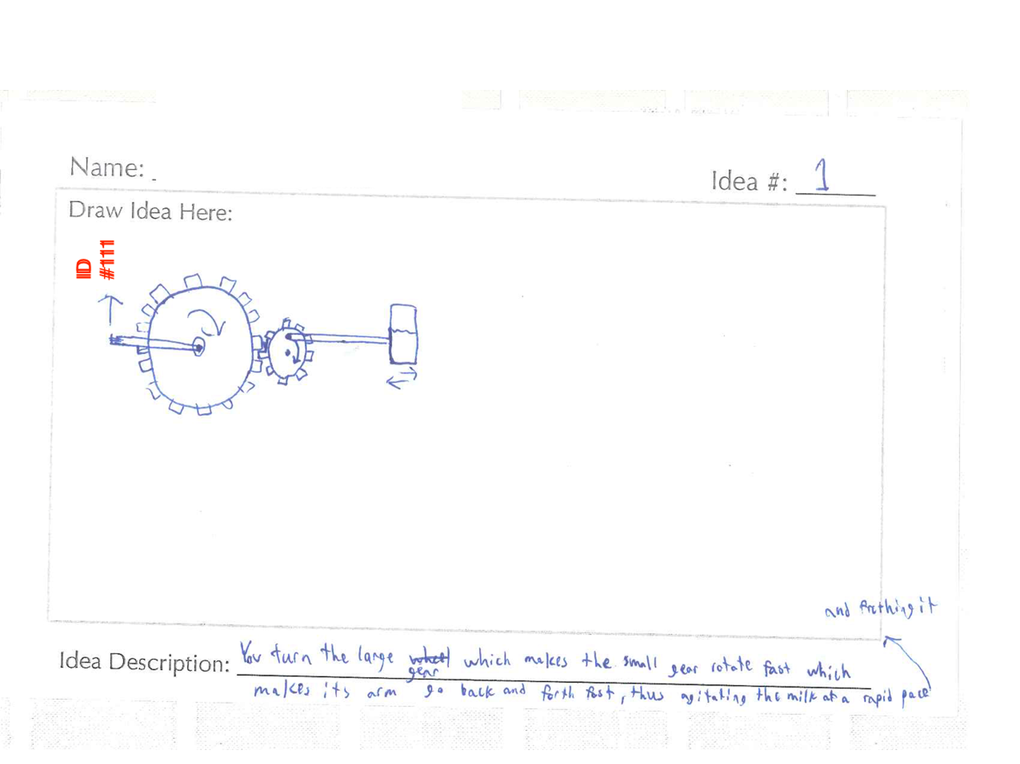 Name:
Idea #: 1
Draw Idea Here:
ID
#111
and frothing it
Idea Description: You turn the large wheel which makes the small gear rotate fast which
gear
makes its arm go back and forth fast, thus agitating the milk at a rapid pace